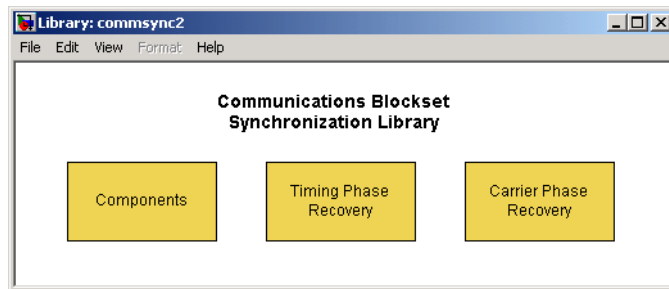 Library: commsync2
File Edit View Format Help
Communications Blockset
Synchronization Library
Components
Timing Phase
Recovery
Carrier Phase
Recovery